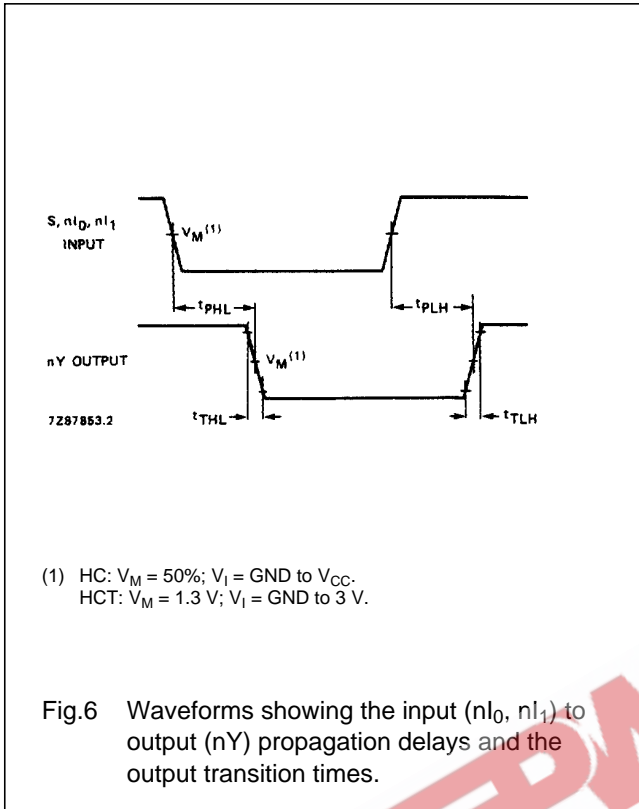 S, nI0, nI1
INPUT
VM(1)
tPHL
tPLH
nY OUTPUT
VM(1)
7Z87853.2
tTHL
tTLH
(1) HC: VM = 50%; VI = GND to VCC.
HCT: VM = 1.3 V; VI = GND to 3 V.
Fig.6 Waveforms showing the input (nI0, nI1) to
output (nY) propagation delays and the
output transition times.